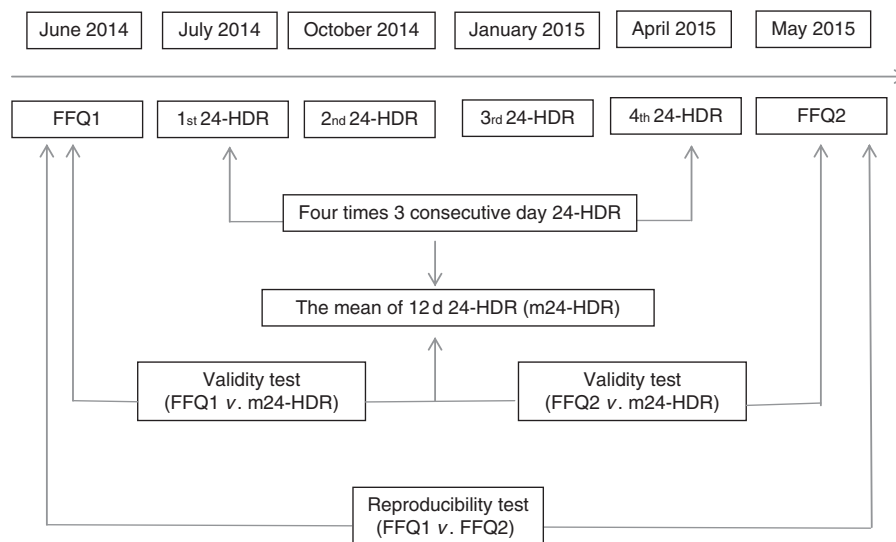 June 2014 July 2014 October 2014 January 2015 April 2015 May 2015
FFQ1 1st 24-HDR 2nd 24-HDR 3rd 24-HDR 4th 24-HDR FFQ2
Four times 3 consecutive day 24-HDR
The mean of 12 d 24-HDR (m24-HDR)
Validity test
(FFQ1 v. m24-HDR)
Validity test
(FFQ2 v. m24-HDR)
Reproducibility test
(FFQ1 v. FFQ2)